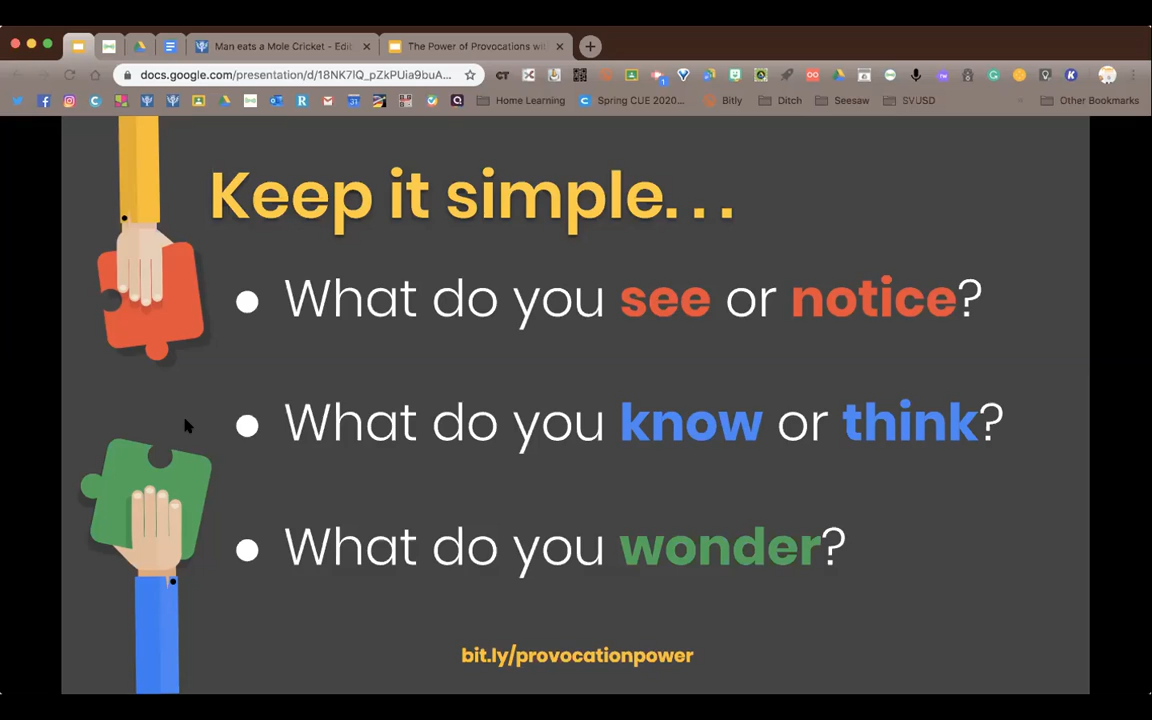 Man eats a Mole Cricket - Edit
The Power of Provocations wit
docs.google.com/presentation/d/18NK7lQ_pZkPUia9buA...
Home Learning
Spring CUE 2020...
Bitly
Ditch
Seesaw
SVUSD
Other Bookmarks
Keep it simple. . .
● What do you see or notice?
● What do you know or think?
● What do you wonder?
bit.ly/provocationpower